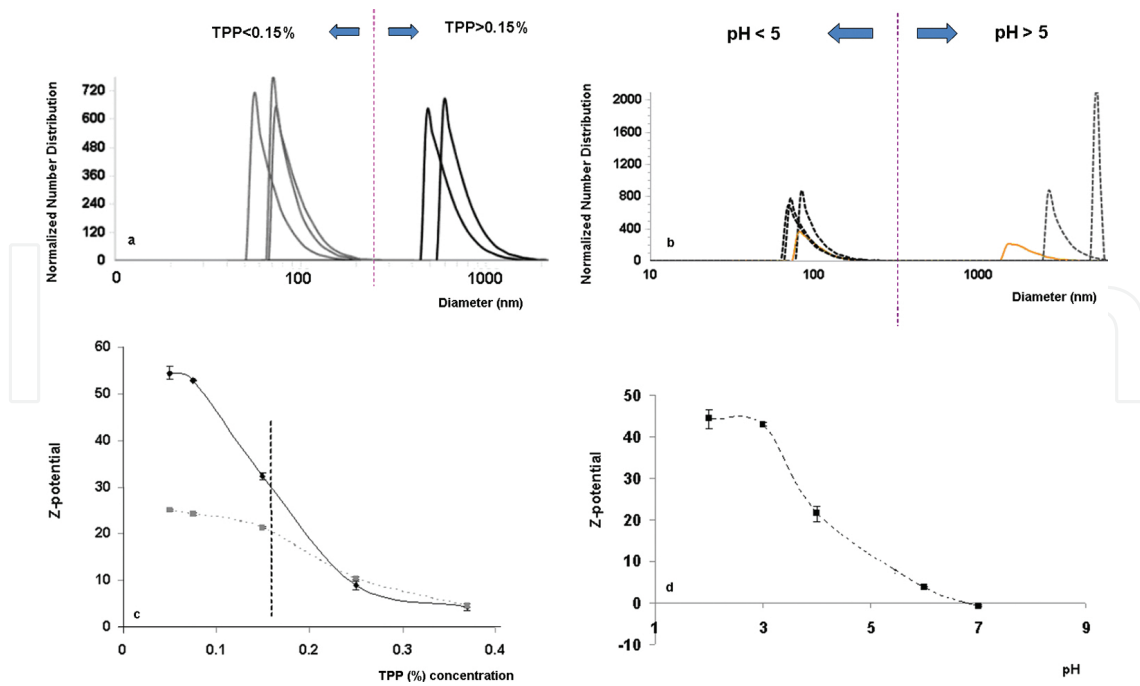 TPP<0.15%
TPP>0.15%
Normalized Number Distribution
720
600
480
360
240
120
0
a
0
100
1000
Diameter (nm)
pH < 5
pH > 5
Normalized Number Distribution
2000
1600
1200
800
400
0
b
10
100
1000
Diameter (nm)
Z-potential
60
50
40
30
20
10
0
c
0
0.1
0.2
0.3
0.4
TPP (%) concentration
Z-potential
50
40
30
20
10
0
-10
d
1
3
5
7
9
pH